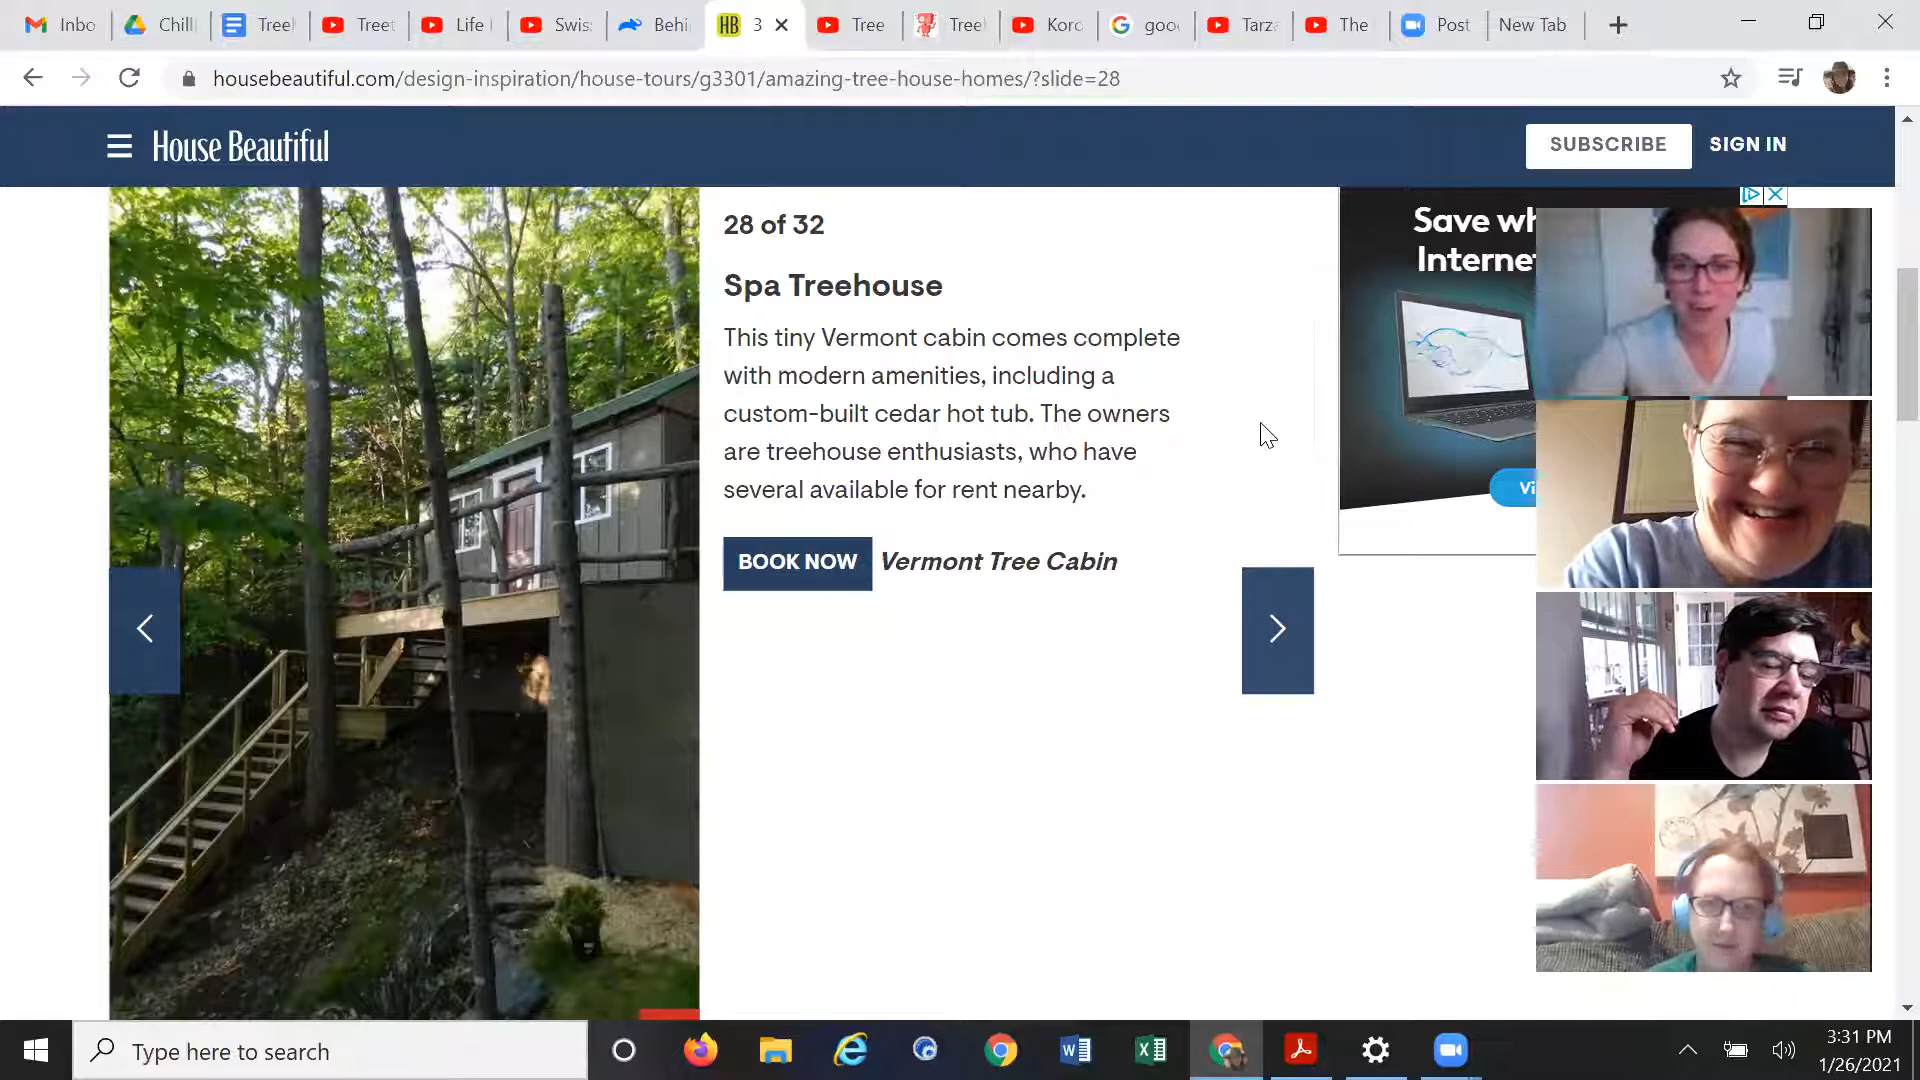 Inbo
Chill
Treel
Treet
Life
Swis
Behi
HB 3
Tree
Tree
Kord
goo
Tarza
The
Post
New Tab
housebeautiful.com/design-inspiration/house-tours/g3301/amazing-tree-house-homes/?slide=28
House Beautiful
SUBSCRIBE
SIGN IN
28 of 32
Spa Treehouse
This tiny Vermont cabin comes complete
with modern amenities, including a
custom-built cedar hot tub. The owners
are treehouse enthusiasts, who have
several available for rent nearby.
BOOK NOW Vermont Tree Cabin
Save wh
Interne
Vi
Type here to search
3:31 PM
1/26/2021